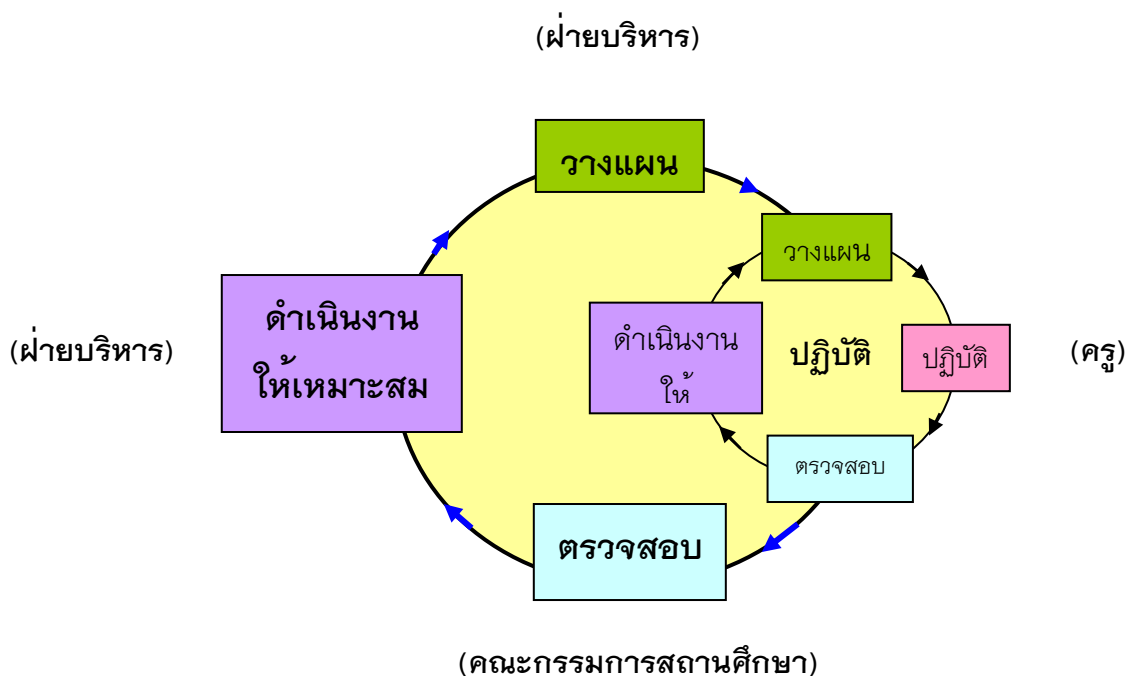 (ฝ่ายบริหาร)
วางแผน
วางแผน
ดำเนินงาน
ให้เหมาะสม
(ฝ่ายบริหาร)
ดำเนินงาน
ให้
ปฏิบัติ
ปฏิบัติ
(ครู)
ตรวจสอบ
ตรวจสอบ
(คณะกรรมการสถานศึกษา)